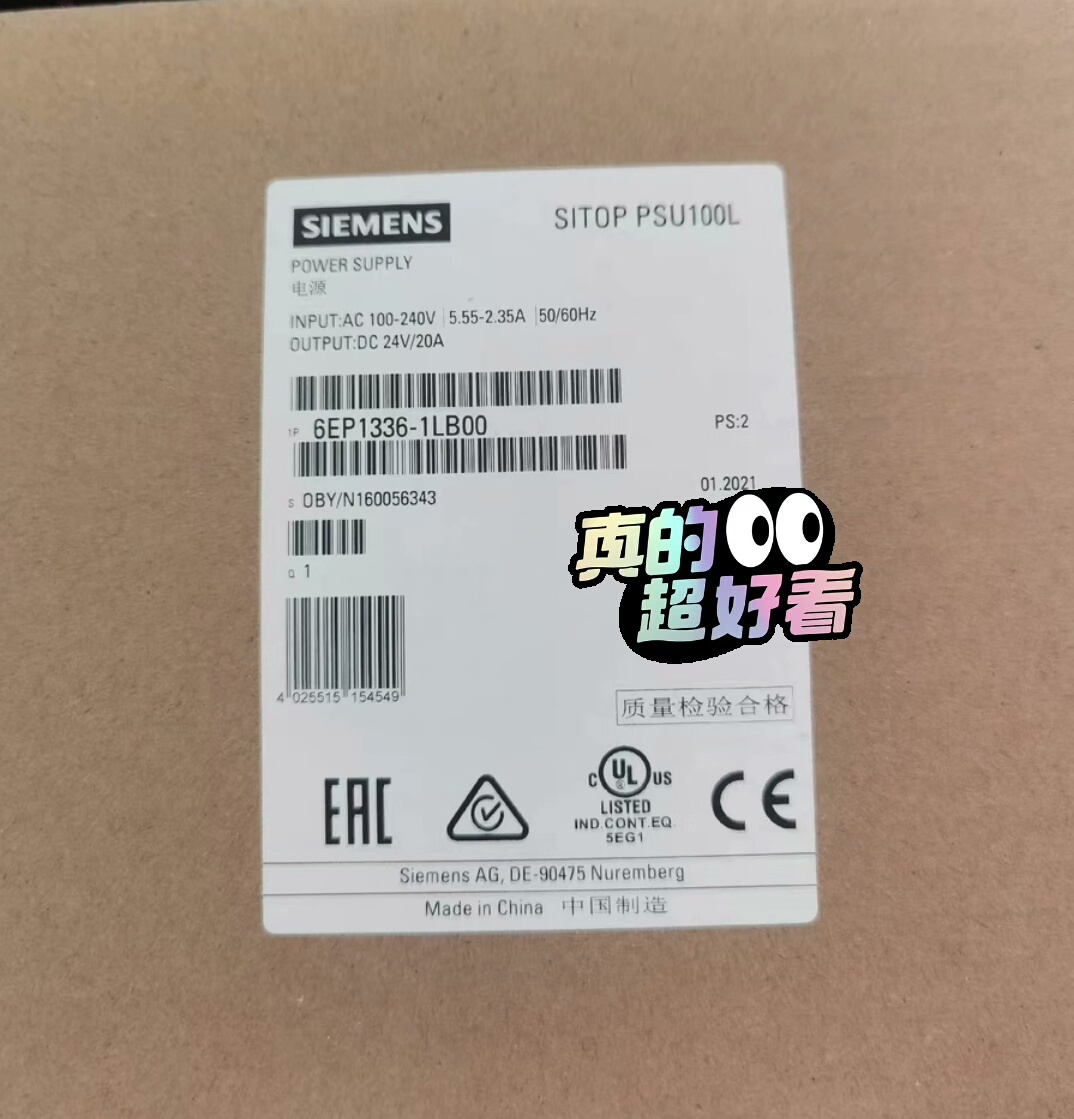 SIEMENS
SITOP PSU100L
POWER SUPPLY
电源
INPUT:AC 100-240V | 5.55-2.35A | 50/60Hz
OUTPUT:DC 24V/20A
1P 6EP1336-1LB00
PS:2
01.2021
S OBY/N160056343
真的
超好看
Q 1
4 025515 154549
质量检验合格
EAC
C UL US
LISTED
IND.CONT.EQ.
5EG1
CE
Siemens AG, DE-90475 Nuremberg
Made in China 中国制造